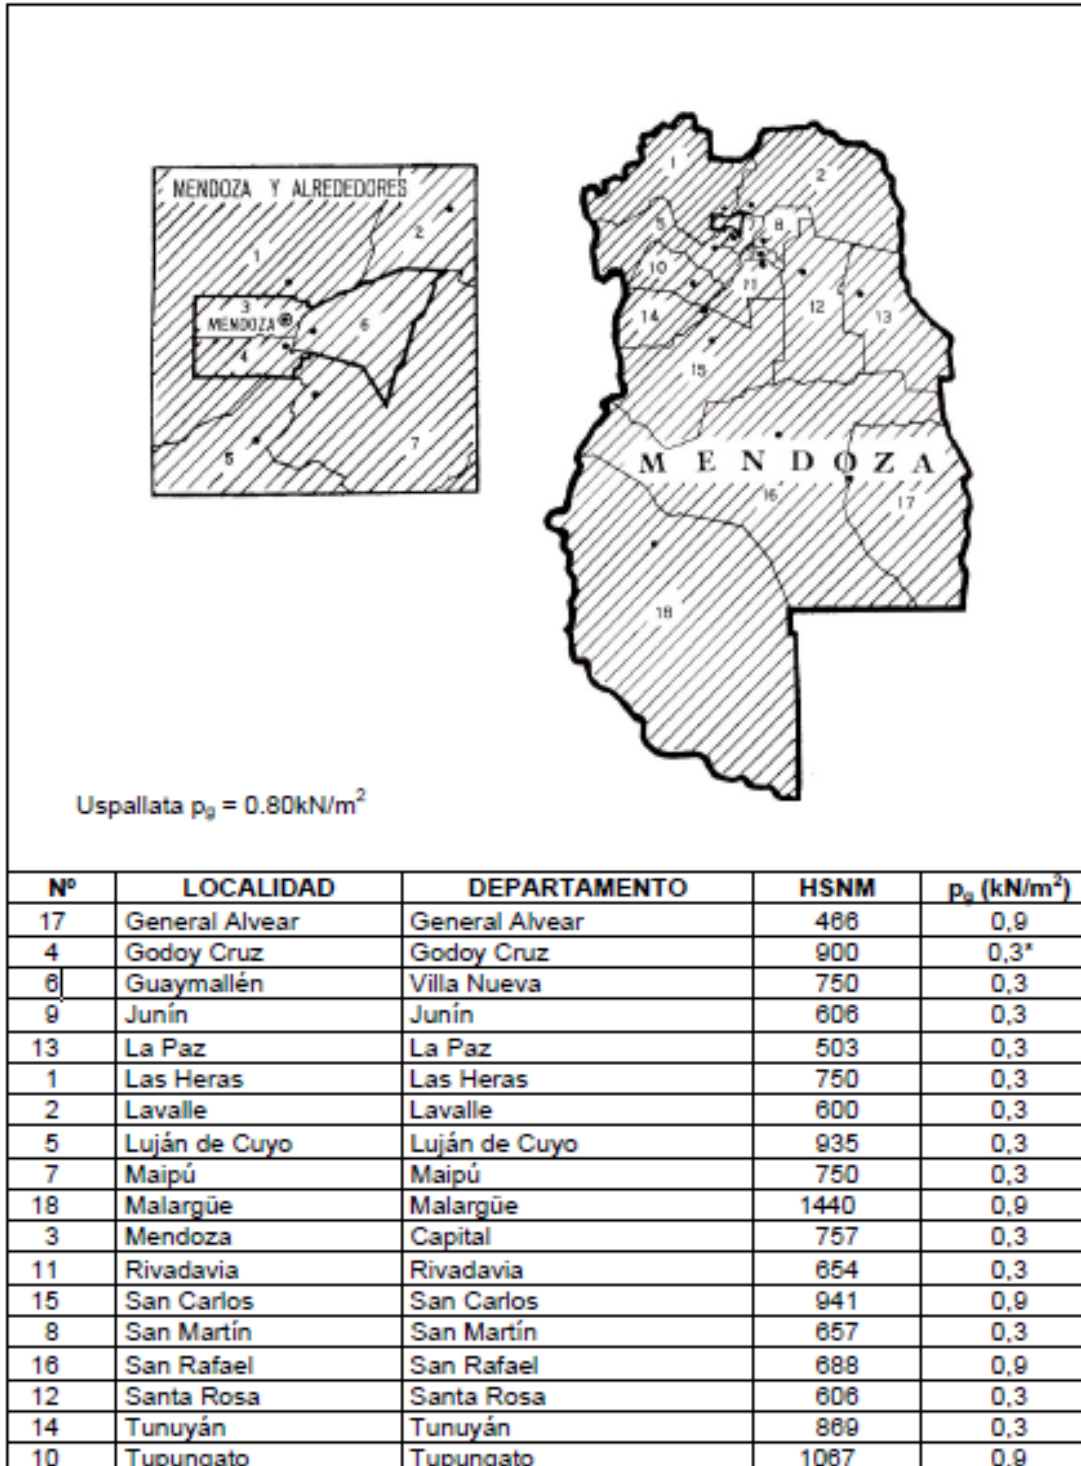 MENDOZA Y ALREDEDORES
2
1
3
MENDOZA
6
4
5
7
1
2
5
7
8
10
11
12
13
14
15
MENDOZA
16
17
18
Uspallata pg = 0.80kN/m²
Nº LOCALIDAD DEPARTAMENTO HSNM pg (kN/m²)
17 General Alvear General Alvear 466 0,9
4 Godoy Cruz Godoy Cruz 900 0,3*
6 Guaymallén Villa Nueva 750 0,3
9 Junín Junín 606 0,3
13 La Paz La Paz 503 0,3
1 Las Heras Las Heras 750 0,3
2 Lavalle Lavalle 600 0,3
5 Luján de Cuyo Luján de Cuyo 935 0,3
7 Maipú Maipú 750 0,3
18 Malargüe Malargüe 1440 0,9
3 Mendoza Capital 757 0,3
11 Rivadavia Rivadavia 654 0,3
15 San Carlos San Carlos 941 0,9
8 San Martín San Martín 657 0,3
16 San Rafael San Rafael 688 0,9
12 Santa Rosa Santa Rosa 606 0,3
14 Tunuyán Tunuyán 869 0,3
10 Tupungato Tupungato 1067 0,9